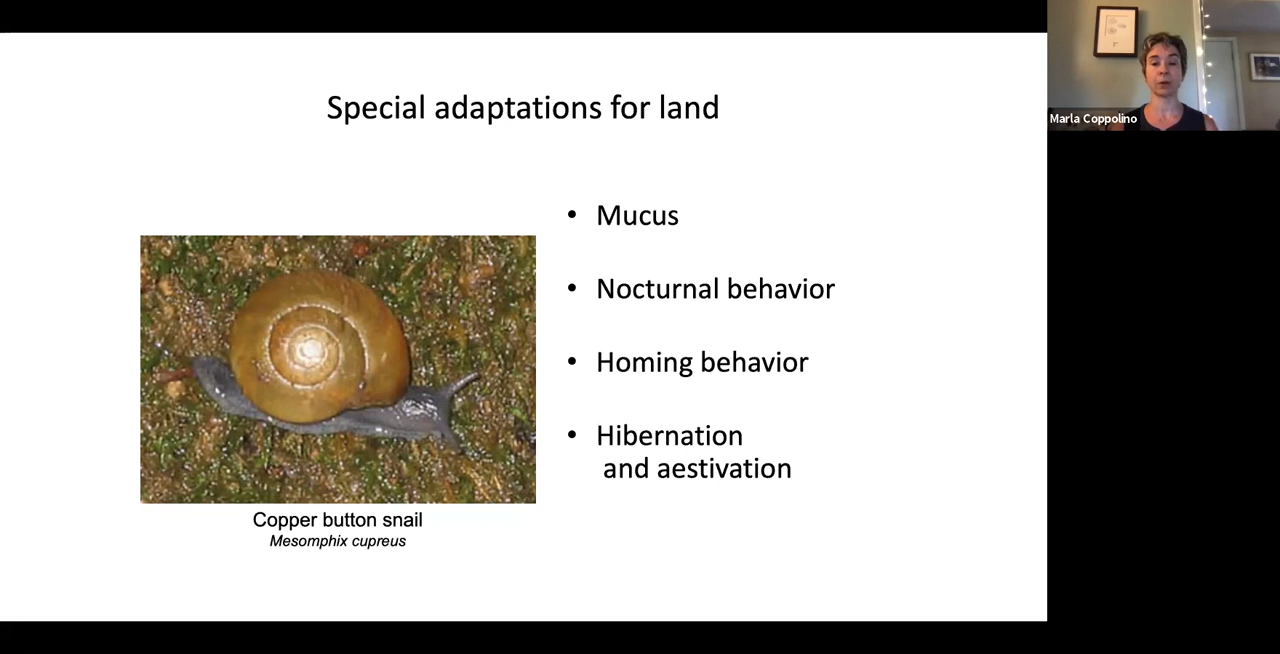 Special adaptations for land
• Mucus
• Nocturnal behavior
• Homing behavior
• Hibernation
and aestivation
Copper button snail
Mesomphix cupreus
Marla Coppolino